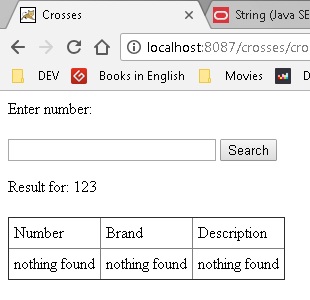 Crosses
String (Java SE
localhost:8087/crosses/cro
DEV Books in English Movies D
Enter number:
Search
Result for: 123
Number Brand Description
nothing found nothing found nothing found